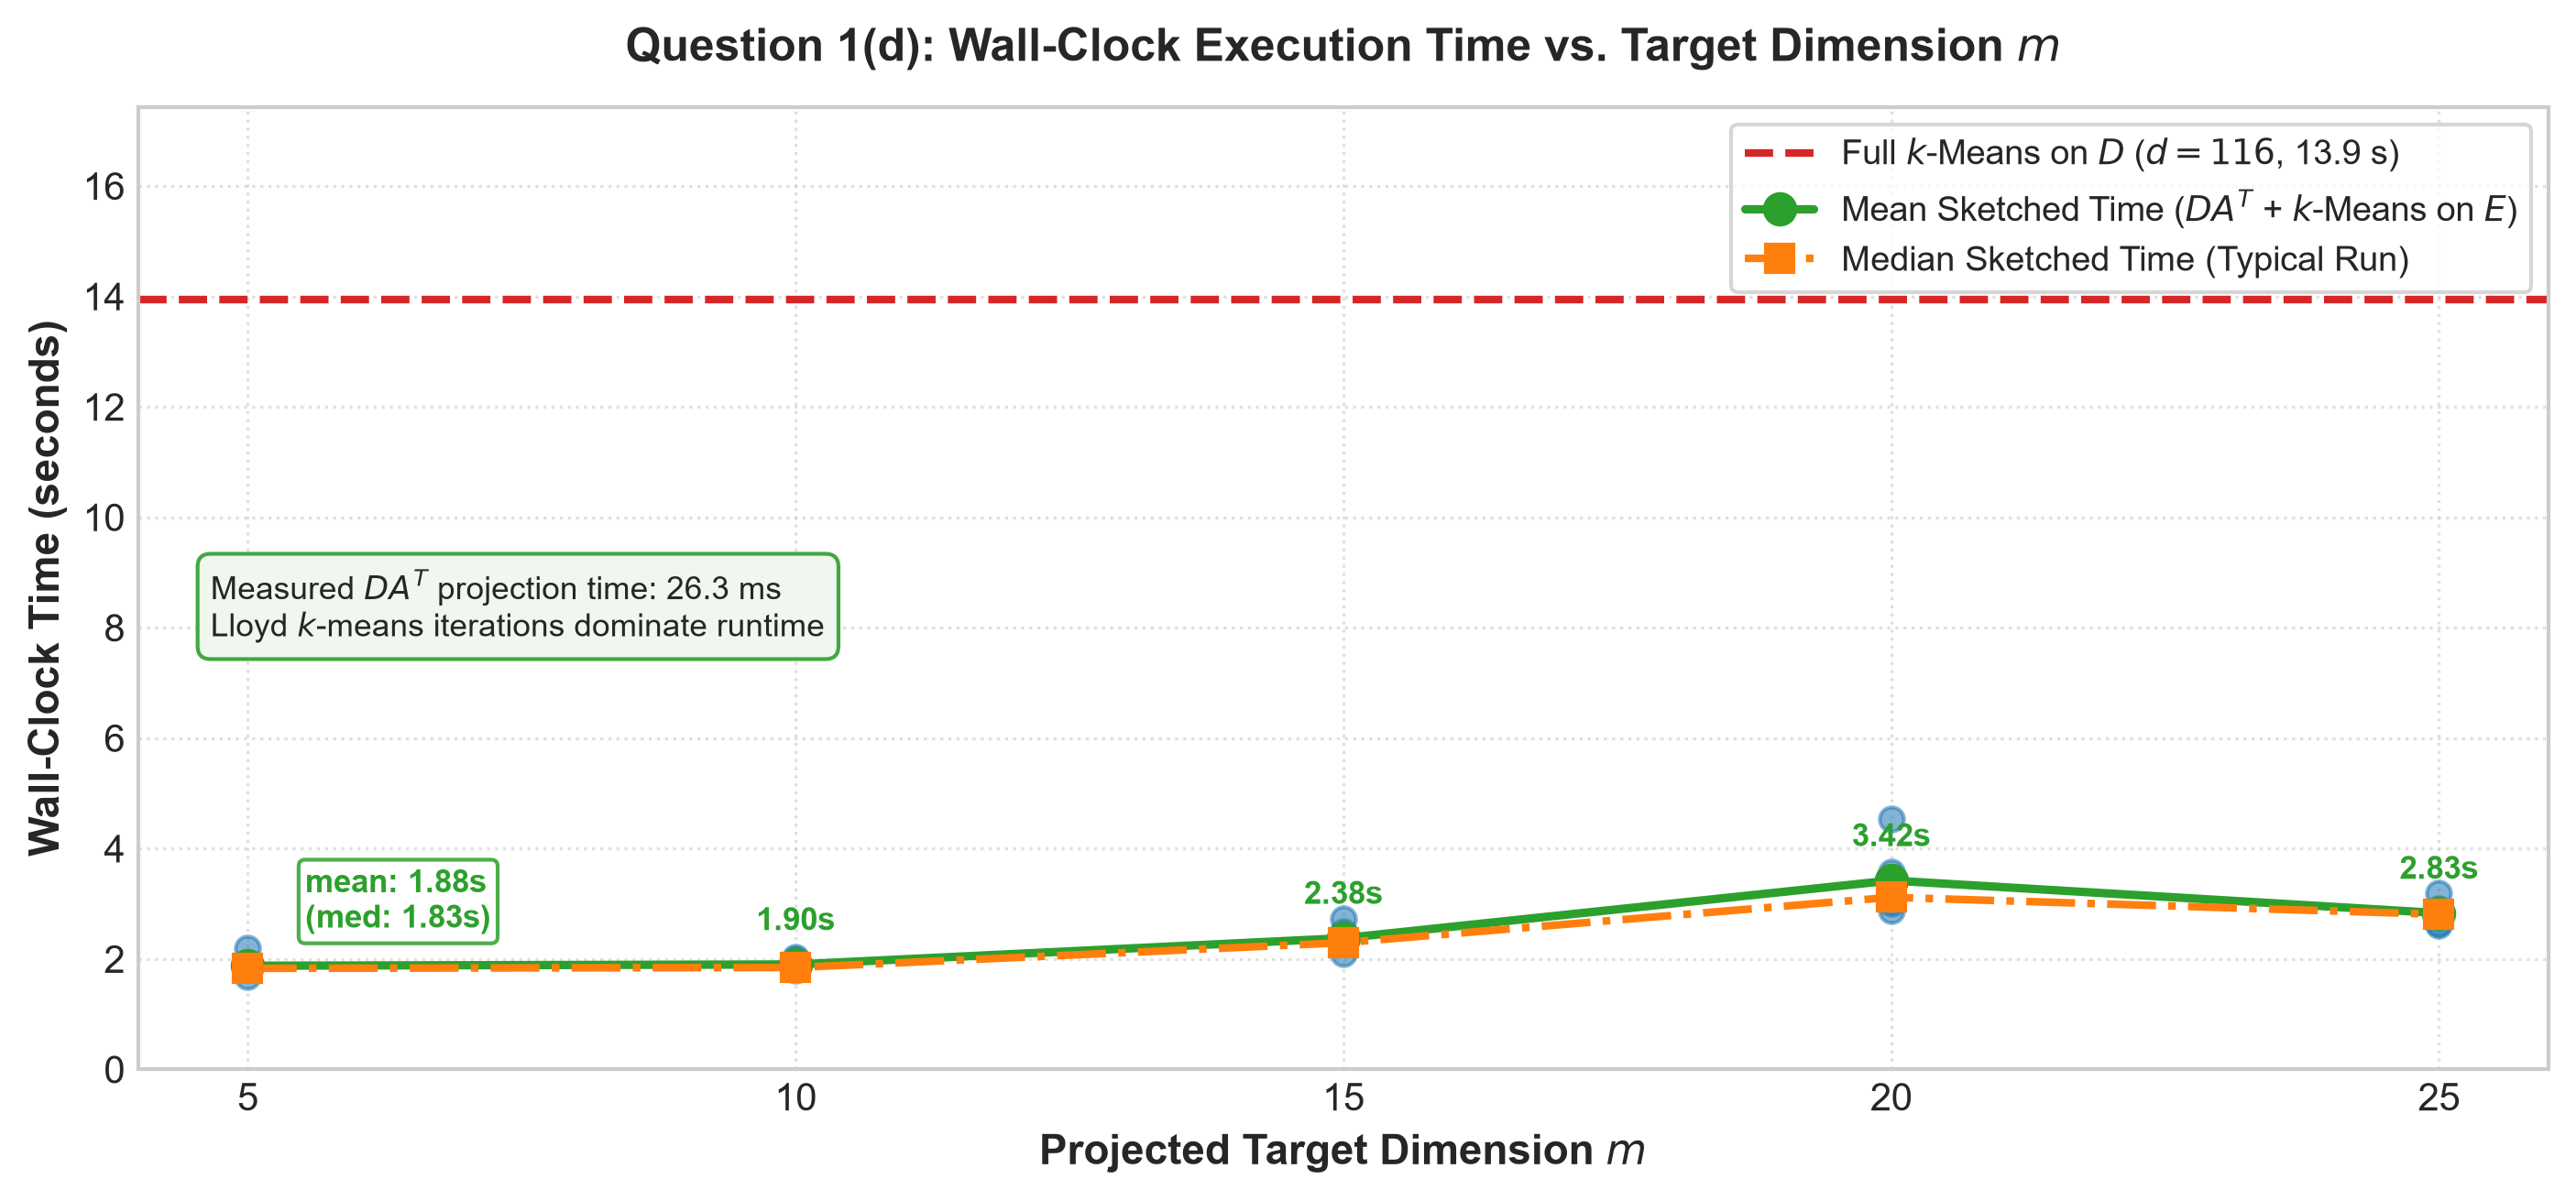 Question 1(d): Wall-Clock Execution Time vs. Target Dimension m
Full k-Means on D (d = 116, 13.9 s)
Mean Sketched Time (DA^T + k-Means on E)
Median Sketched Time (Typical Run)
Wall-Clock Time (seconds)
16
14
12
10
8
6
4
2
0
Measured DA^T projection time: 26.3 ms
Lloyd k-means iterations dominate runtime
mean: 1.88s
(med: 1.83s)
1.90s
2.38s
3.42s
2.83s
5
10
15
20
25
Projected Target Dimension m